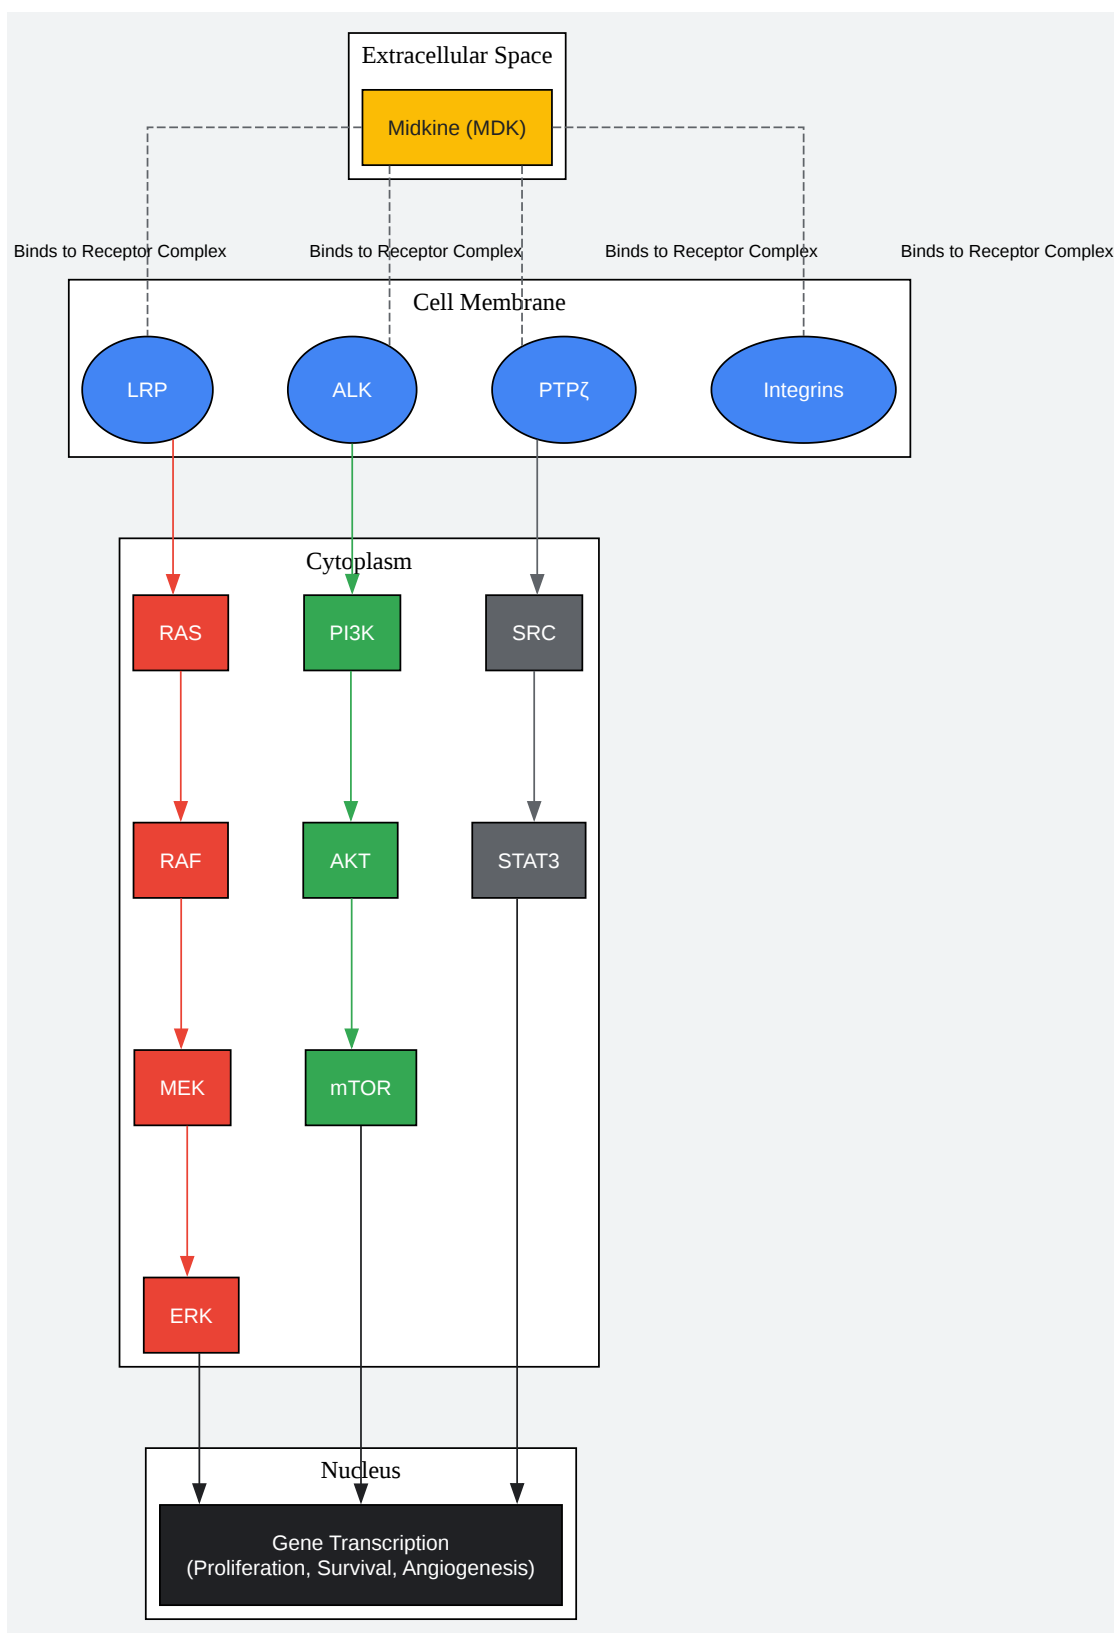 Extracellular Space
Midkine (MDK)
Binds to Receptor Complex
Binds to Receptor Complex
Binds to Receptor Complex
Binds to Receptor Complex
Cell Membrane
LRP
ALK
PTPζ
Integrins
Cytoplasm
RAS
PI3K
SRC
RAF
AKT
STAT3
MEK
mTOR
ERK
Nucleus
Gene Transcription
(Proliferation, Survival, Angiogenesis)